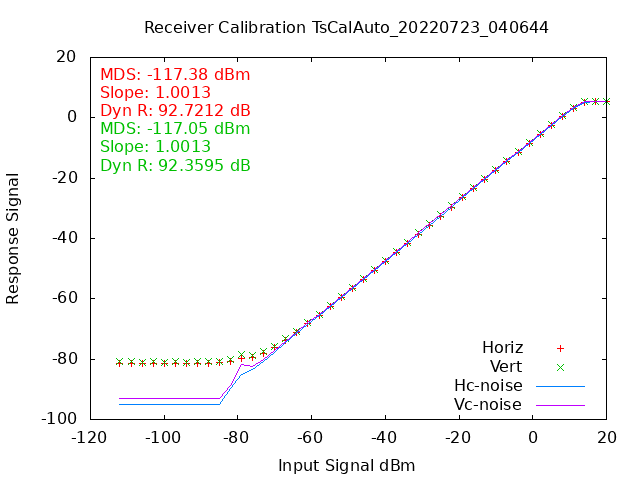 Receiver Calibration TsCalAuto_20220723_040644
MDS: -117.38 dBm
Slope: 1.0013
Dyn R: 92.7212 dB
MDS: -117.05 dBm
Slope: 1.0013
Dyn R: 92.3595 dB
20
0
-20
-40
-60
-80
-100
Response Signal
Horiz
Vert
Hc-noise
Vc-noise
-120 -100 -80 -60 -40 -20 0 20
Input Signal dBm